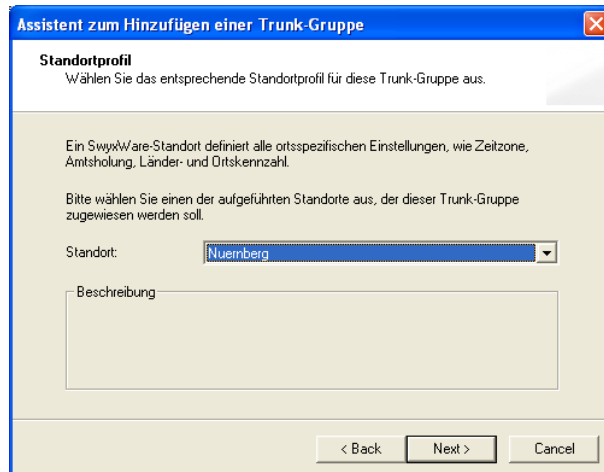 Assistent zum Hinzufügen einer Trunk-Gruppe
Standortprofil
Wählen Sie das entsprechende Standortprofil für diese Trunk-Gruppe aus.
Ein SwyxWare-Standort definiert alle ortsspezifischen Einstellungen, wie Zeitzone,
Amtsholung, Länder- und Ortskennzahl.
Bitte wählen Sie einen der aufgeführten Standorte aus, der dieser Trunk-Gruppe
zugewiesen werden soll.
Standort: Nuernberg
Beschreibung
< Back Next > Cancel